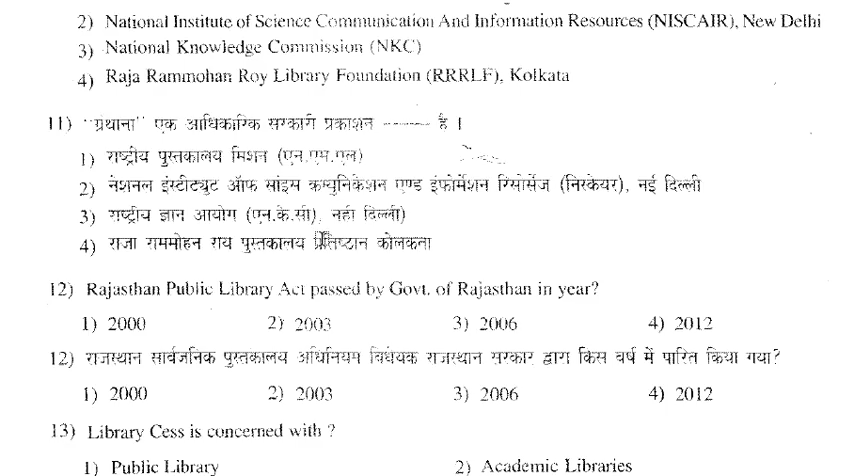 2) National Institute of Science Communication And Information Resources (NISCAIR), New Delhi
3) National Knowledge Commission (NKC)
4) Raja Rammohan Roy Library Foundation (RRRLF), Kolkata
11) "ग्रथाना" एक आधिकारिक सरकारी प्रकाशन ------ है ।
1) राष्ट्रीय पुस्तकालय मिशन (एन.एम.एल)
2) नेशनल इंस्टीट्युट ऑफ सांइस कम्युनिकेशन एण्ड इंफोर्मेशन रिसोर्सेज (निस्केयर), नई दिल्ली
3) राष्ट्रीय ज्ञान आयोग (एन.के.सी), नही दिल्ली)
4) राजा राममोहन राय पुस्तकालय प्रतिष्टान कोलकता
12) Rajasthan Public Library Act passed by Govt. of Rajasthan in year?
1) 2000 2) 2003 3) 2006 4) 2012
12) राजस्थान सार्वजनिक पुस्तकालय अधिनियम विधेयक राजस्थान सरकार द्वारा किस वर्ष में पारित किया गया?
1) 2000 2) 2003 3) 2006 4) 2012
13) Library Cess is concerned with ?
1) Public Library 2) Academic Libraries